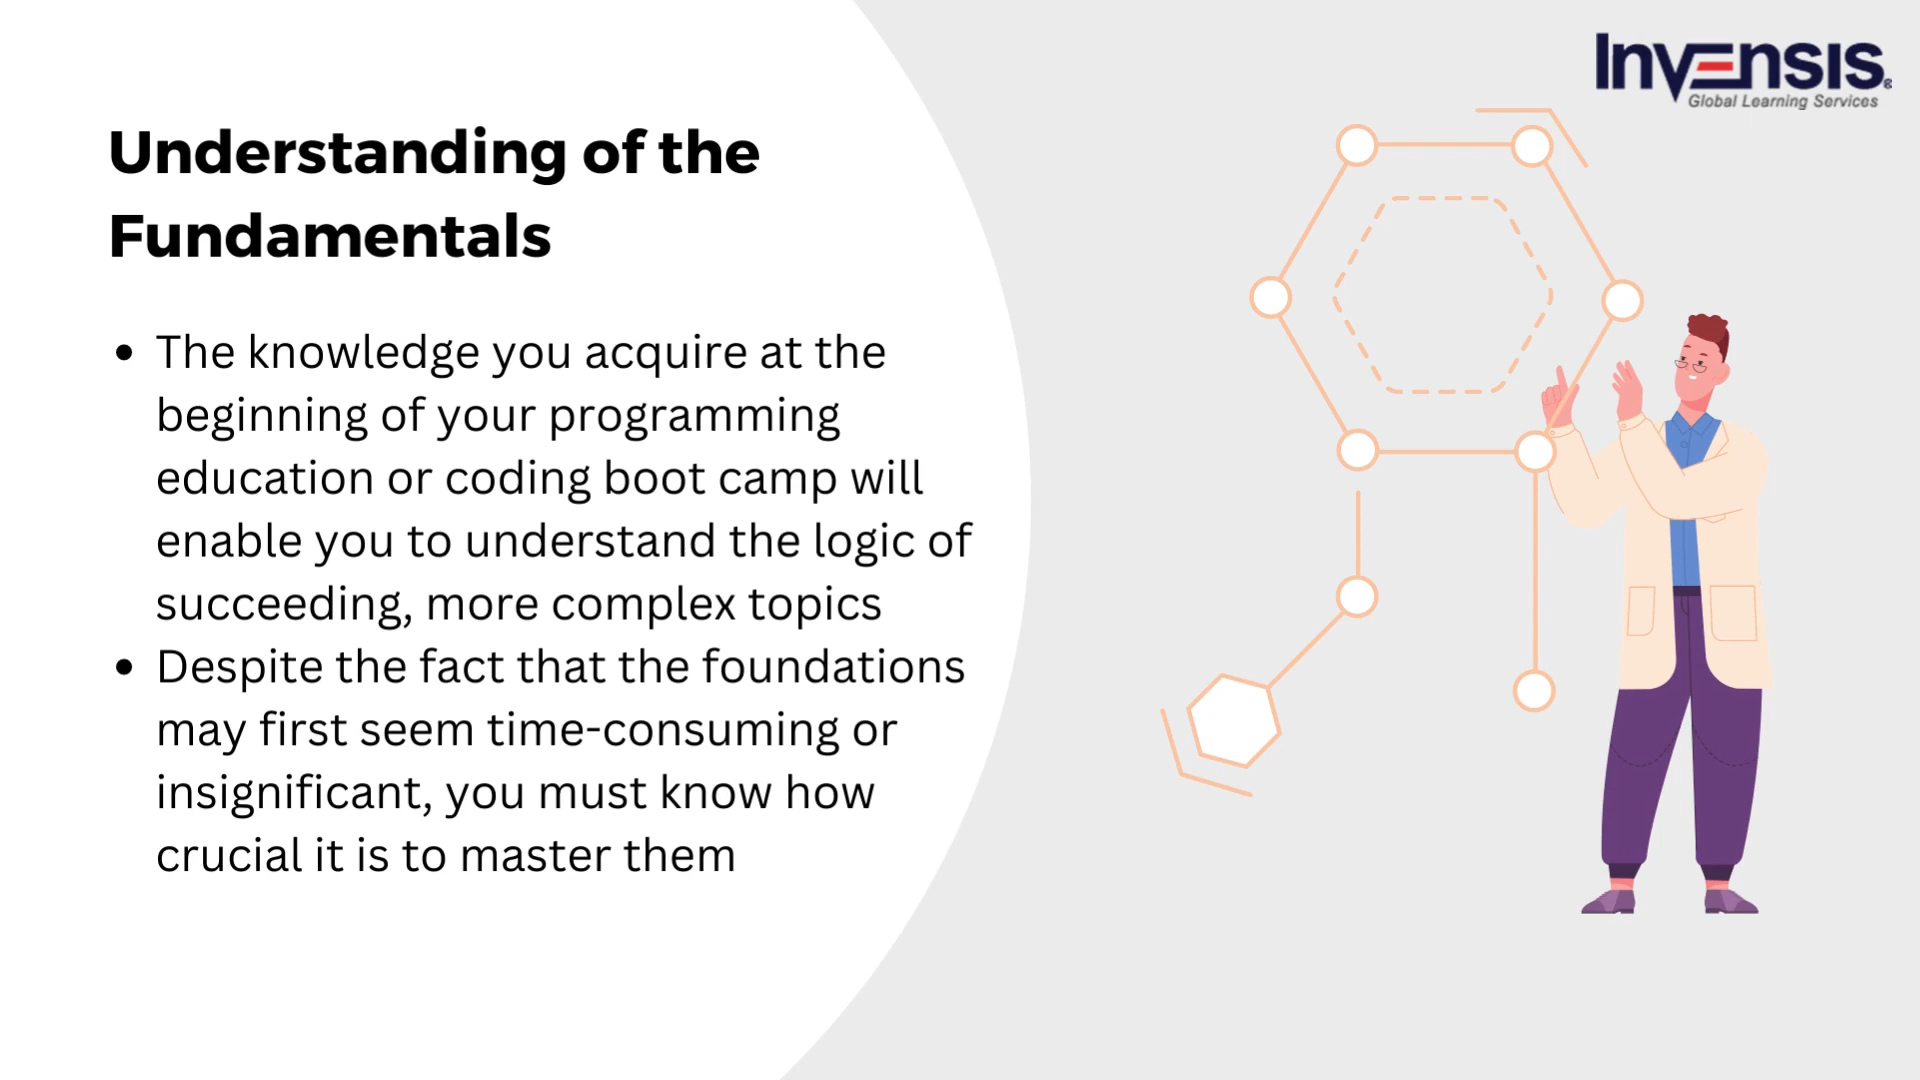 Invensis®
Global Learning Services
Understanding of the
Fundamentals
• The knowledge you acquire at the
beginning of your programming
education or coding boot camp will
enable you to understand the logic of
succeeding, more complex topics
• Despite the fact that the foundations
may first seem time-consuming or
insignificant, you must know how
crucial it is to master them